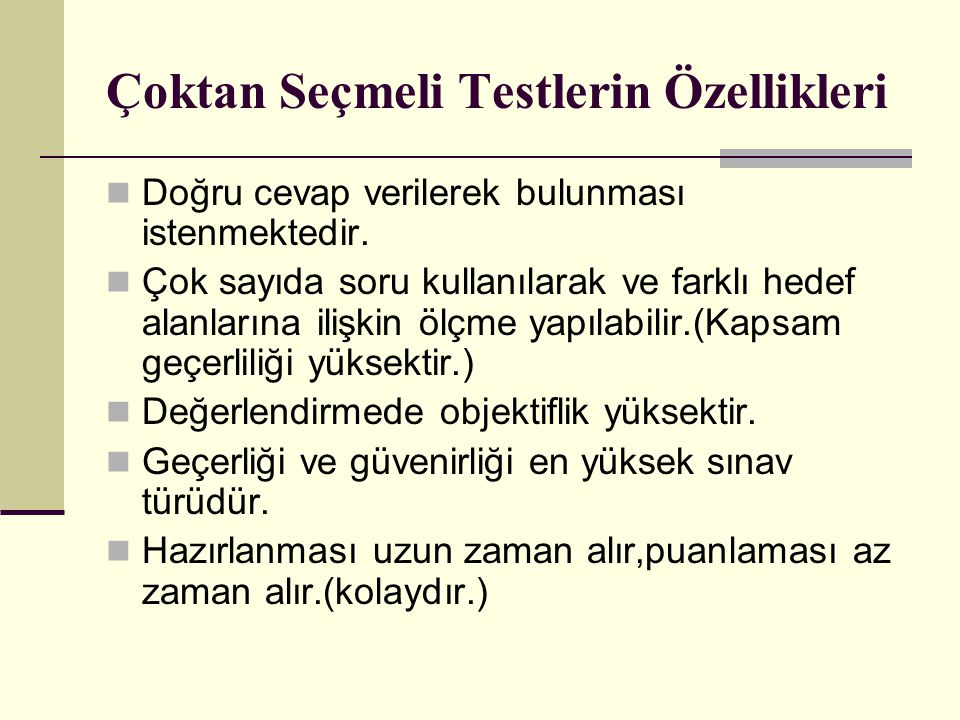 Çoktan Seçmeli Testlerin Özellikleri
Doğru cevap verilerek bulunması
istenmektedir.
Çok sayıda soru kullanılarak ve farklı hedef
alanlarına ilişkin ölçme yapılabilir.(Kapsam
geçerliliği yüksektir.)
Değerlendirmede objektiflik yüksektir.
Geçerliği ve güvenirliği en yüksek sınav
türüdür.
Hazırlanması uzun zaman alır,puanlaması az
zaman alır.(kolaydır.)